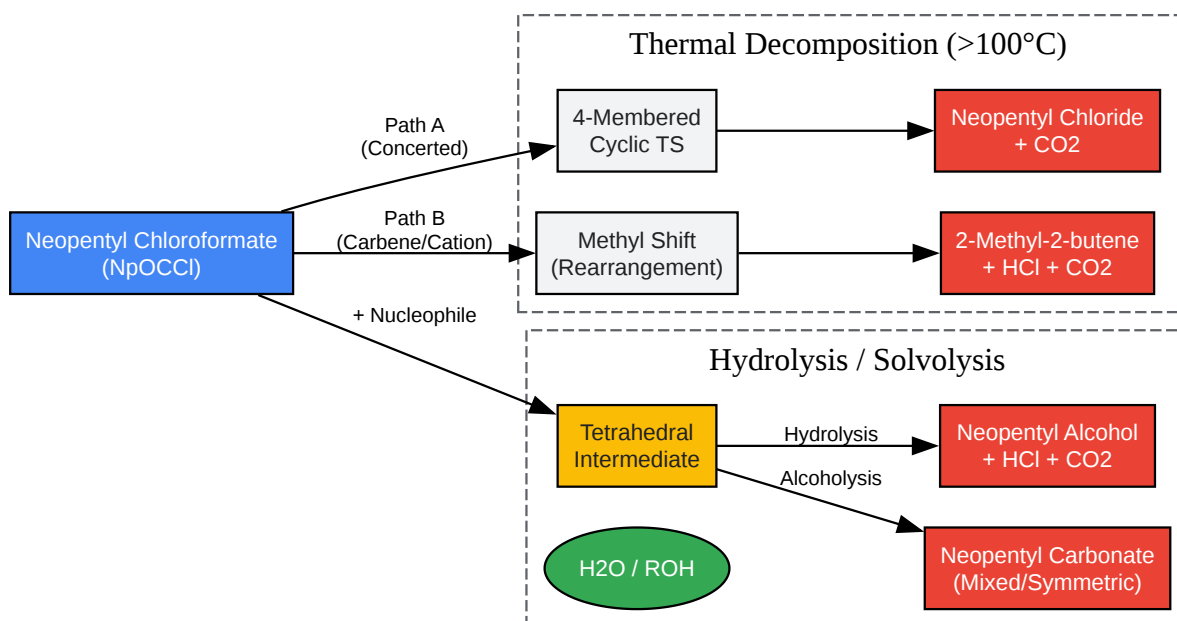 Thermal Decomposition (>100°C)
Path A
(Concerted)
4-Membered
Cyclic TS
Neopentyl Chloride
+ CO2
Neopentyl Chloroformate
(NpOCCl)
Path B
(Carbene/Cation)
Methyl Shift
(Rearrangement)
2-Methyl-2-butene
+ HCl + CO2
+ Nucleophile
Hydrolysis / Solvolysis
Tetrahedral
Intermediate
Hydrolysis
Neopentyl Alcohol
+ HCl + CO2
Alcoholysis
H2O / ROH
Neopentyl Carbonate
(Mixed/Symmetric)